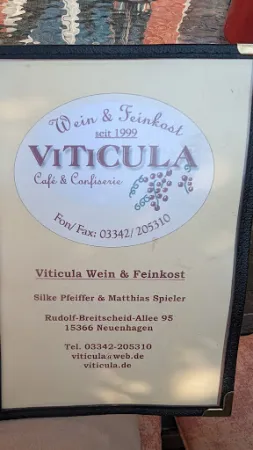 Wein & Feinkost
seit 1999
VITICULA
Café & Confiserie
Fon/Fax: 03342/205310
Viticula Wein & Feinkost
Silke Pfeiffer & Matthias Spieler
Rudolf-Breitscheid-Allee 95
15366 Neuenhagen
Tel. 03342-205310
viticula@web.de
viticula.de